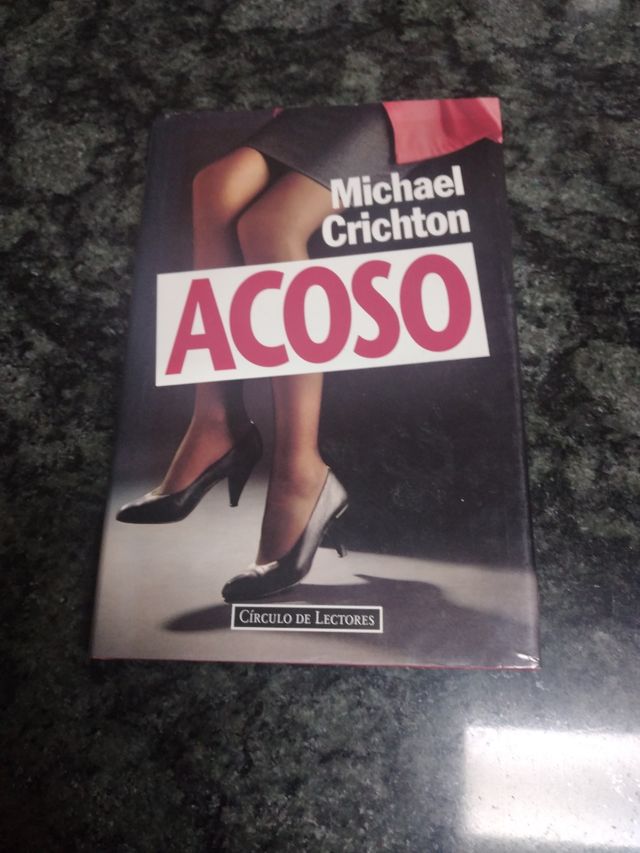 Michael
Crichton
ACOSO
CÍRCULO DE LECTORES